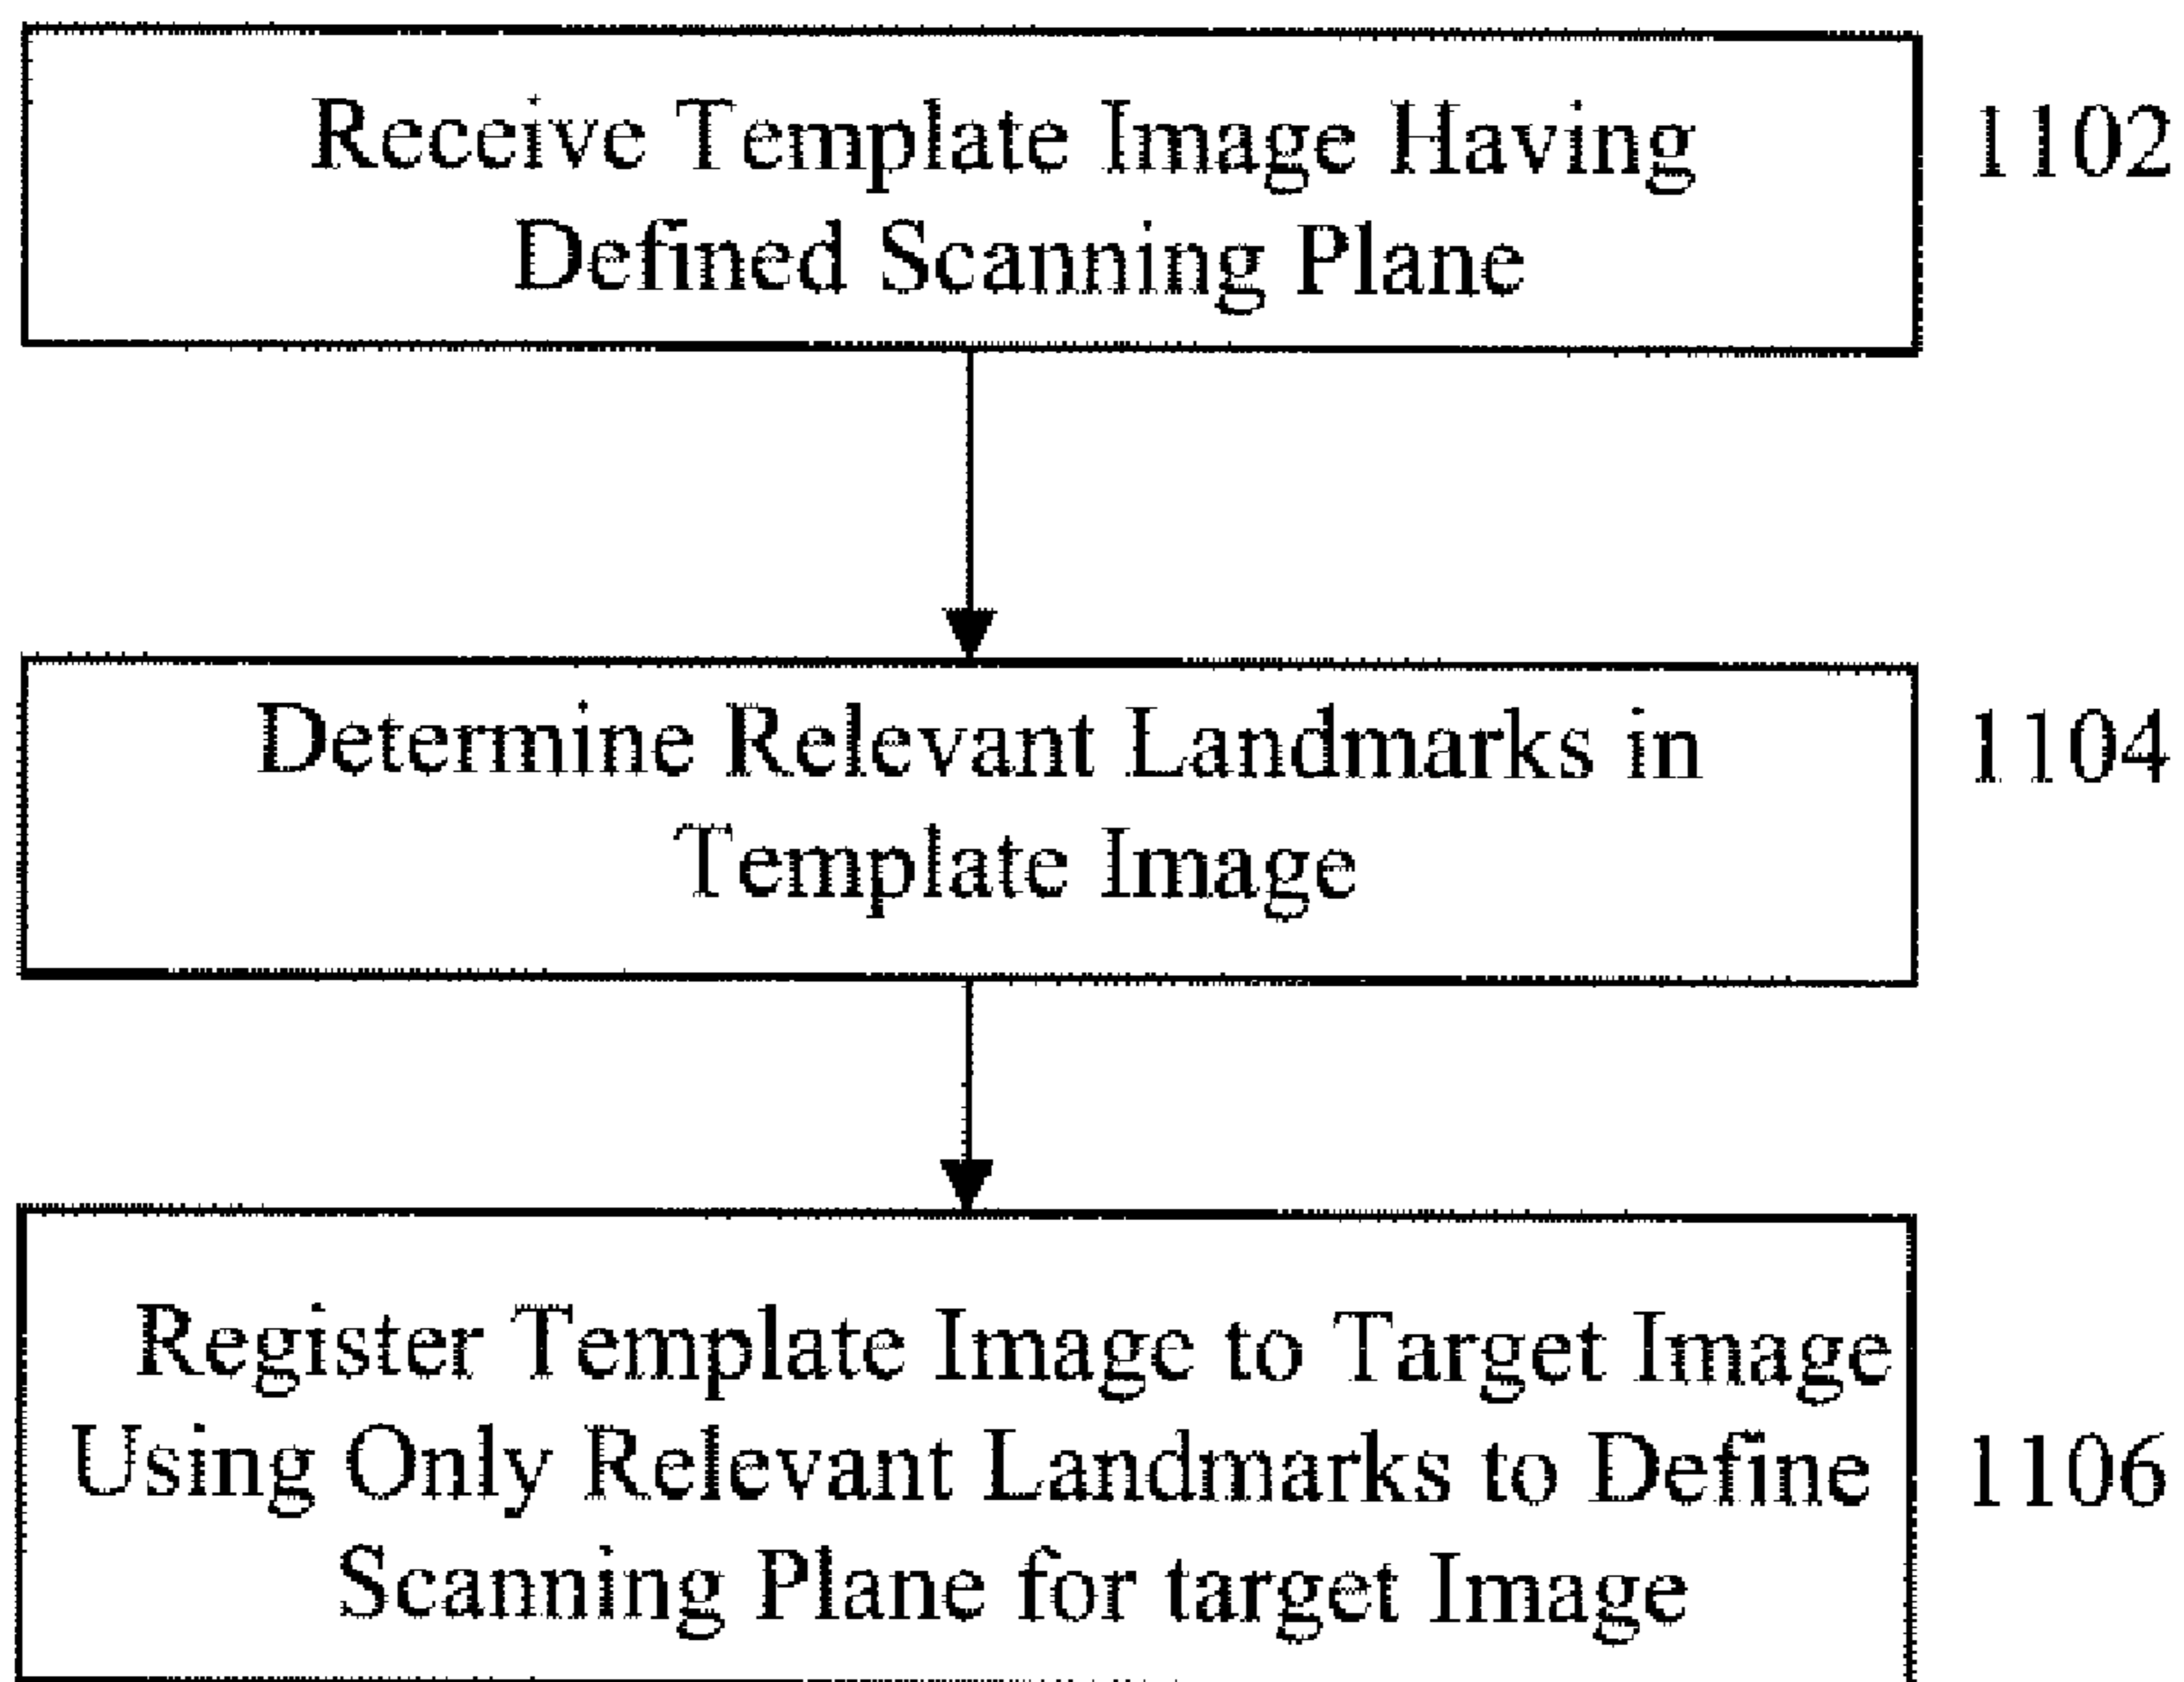 Receive Template Image Having
Defined Scanning Plane
1102
Determine Relevant Landmarks in
Template Image
1104
Register Template Image to Target Image
Using Only Relevant Landmarks to Define
Scanning Plane for target Image
1106